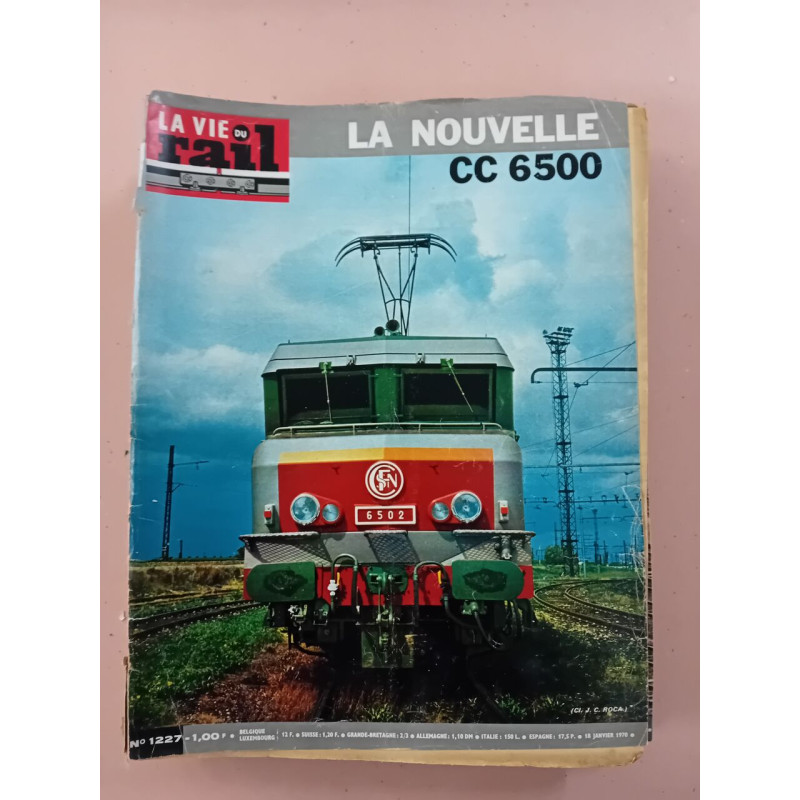 LA VIE DU
rail
LA NOUVELLE
CC 6500
SNCF
6502
(Cl. J. C. ROCA.)
No 1227 - 1,00 F • BELGIQUE LUXEMBOURG : 12 F. • SUISSE : 1,30 F. • GRANDE-BRETAGNE : 2/3 • ALLEMAGNE : 1,10 DM • ITALIE : 150 L. • ESPAGNE : 17,5 P. • 18 JANVIER 1970 •